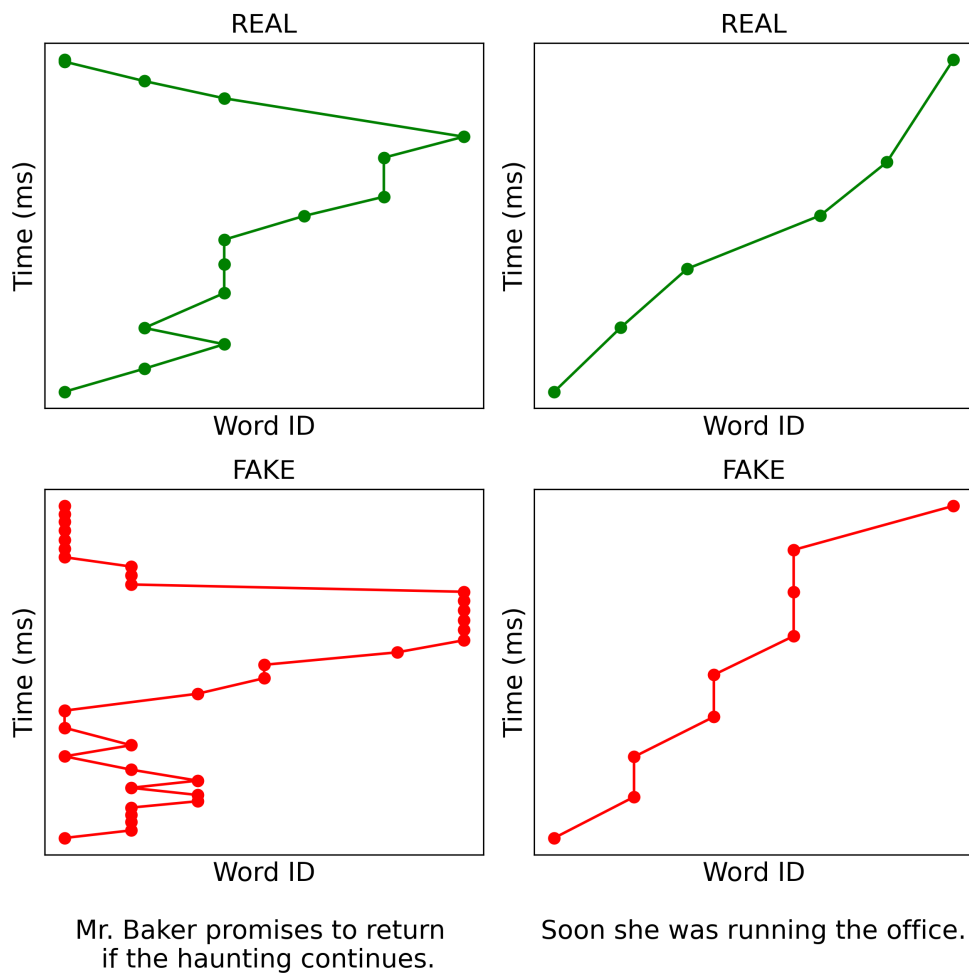 REAL
REAL
Time (ms)
Time (ms)
Word ID
Word ID
FAKE
FAKE
Time (ms)
Time (ms)
Word ID
Word ID
Mr. Baker promises to return
if the haunting continues.
Soon she was running the office.